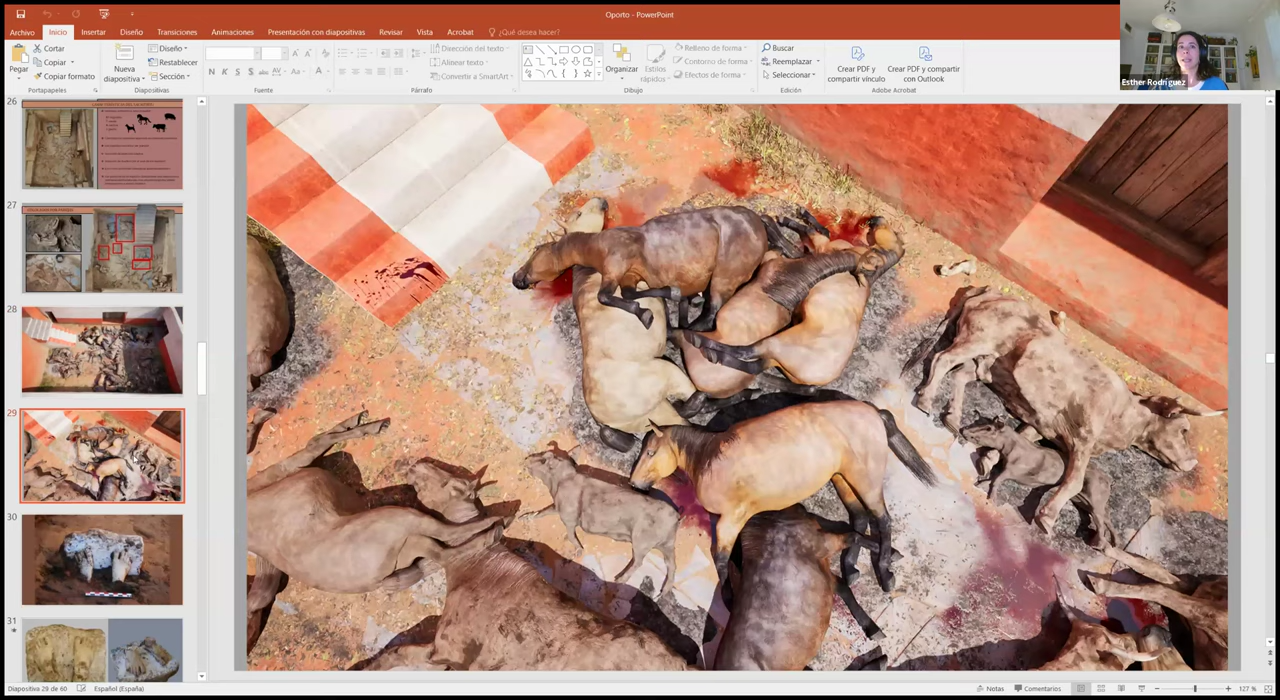 Oporto - PowerPoint
Archivo Inicio Insertar Diseño Transiciones Animaciones Presentación con diapositivas Revisar Vista Acrobat ¿Qué desea hacer?
Pegar
Cortar
Copiar
Copiar formato
Portapapeles
Nueva diapositiva
Diseño
Restablecer
Sección
Diapositivas
N K S S abc AV Aa A
Fuente
Párrafo
Dirección del texto
Alinear texto
Convierte a SmartArt
Organizar
Estilos rápidos
Relleno de forma
Contorno de forma
Efectos de forma
Dibujo
Buscar
Reemplazar
Seleccionar
Edición
Crear PDF y compartir vínculo
Crear PDF y compartir con Outlook
Adobe Acrobat
Esther Rodríguez
26
27
28
29
30
31
Diapositiva 29 de 60 Español (España)
Notas Comentarios 127 %